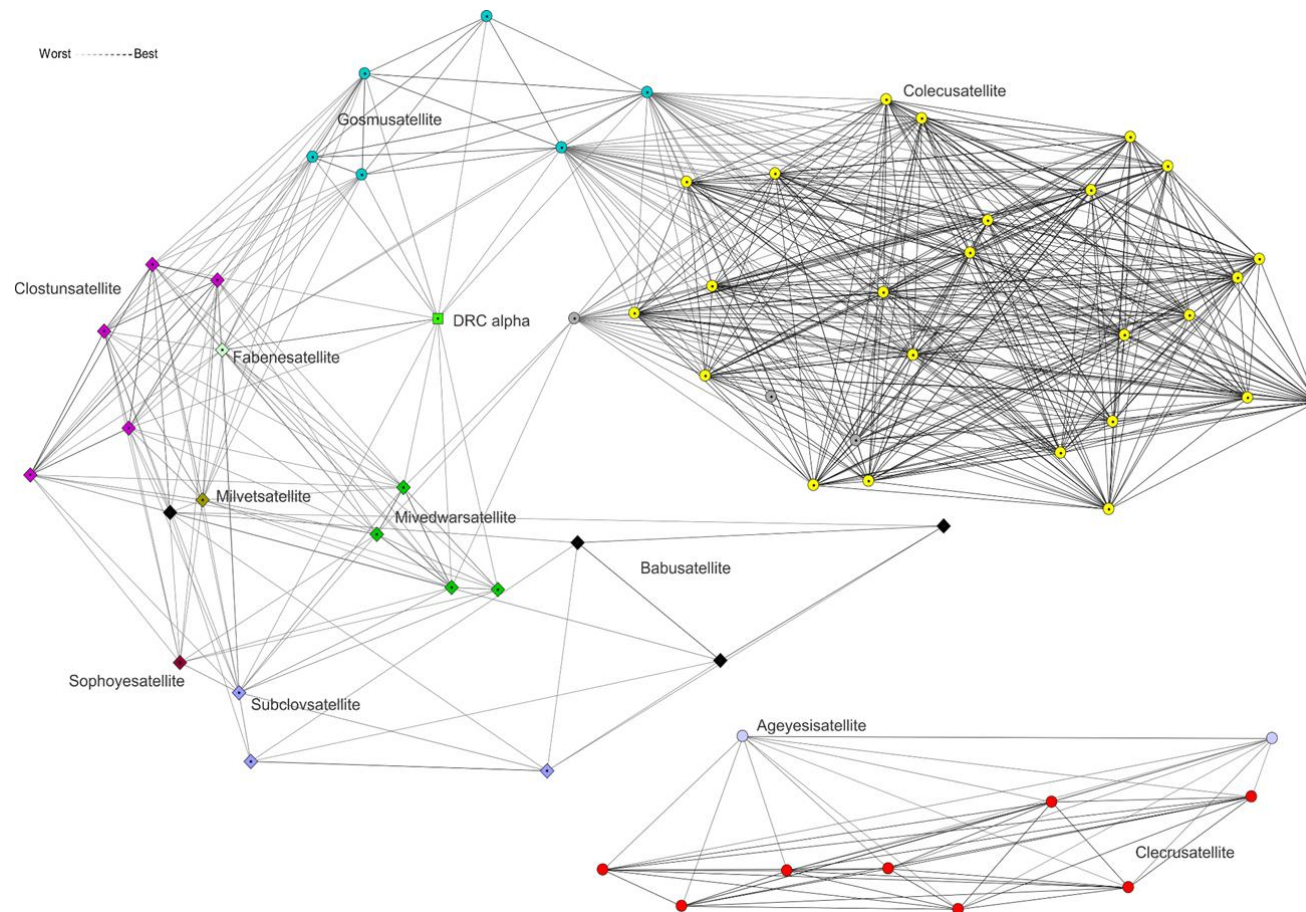 Worst
Best
Colecusatellite
Gosmusatellite
Clostunsatellite
DRC alpha
Fabenesatellite
Milvetsatellite
Mivedwarsatellite
Babusatellite
Sophoyesatellite
Subclovsatellite
Ageyesisatellite
Clecrusatellite